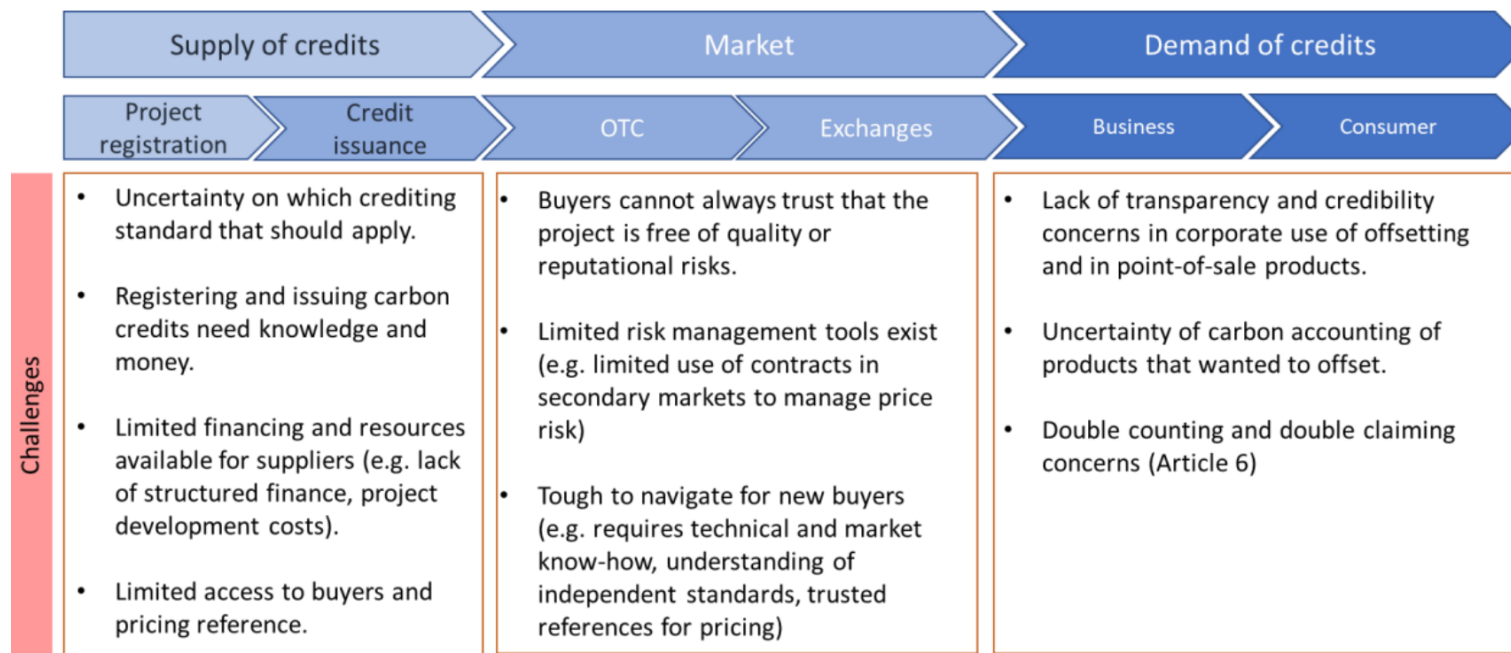 Supply of credits
Market
Demand of credits
Project
registration
Credit
issuance
OTC
Exchanges
Business
Consumer
Challenges
• Uncertainty on which crediting
standard that should apply.
• Registering and issuing carbon
credits need knowledge and
money.
• Limited financing and resources
available for suppliers (e.g. lack
of structured finance, project
development costs).
• Limited access to buyers and
pricing reference.
• Buyers cannot always trust that the
project is free of quality or
reputational risks.
• Limited risk management tools exist
(e.g. limited use of contracts in
secondary markets to manage price
risk)
• Tough to navigate for new buyers
(e.g. requires technical and market
know-how, understanding of
independent standards, trusted
references for pricing)
• Lack of transparency and credibility
concerns in corporate use of offsetting
and in point-of-sale products.
• Uncertainty of carbon accounting of
products that wanted to offset.
• Double counting and double claiming
concerns (Article 6)